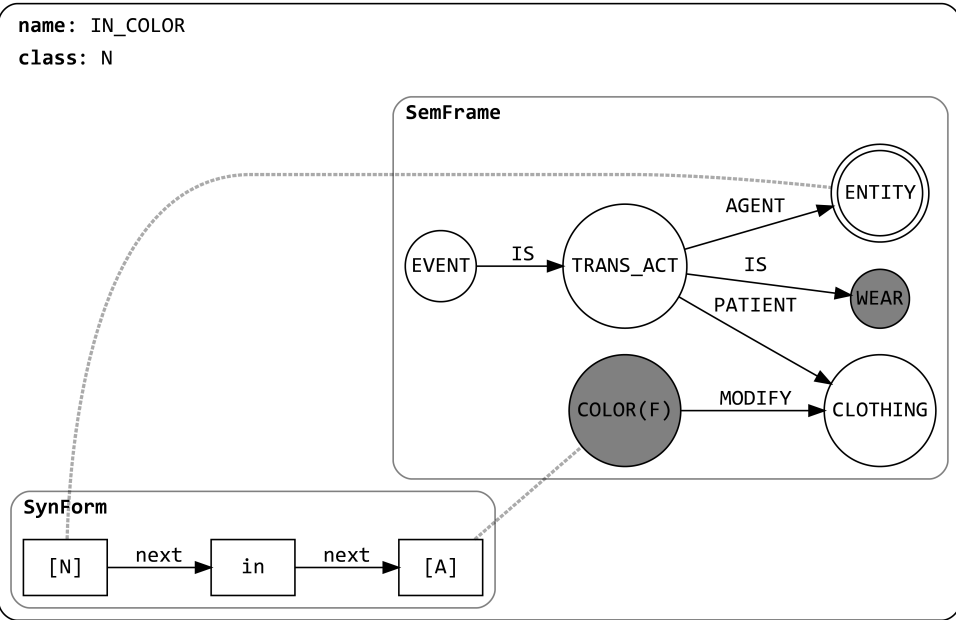 name: IN_COLOR
class: N
SemFrame
ENTITY
AGENT
EVENT
IS
TRANS_ACT
IS
WEAR
PATIENT
COLOR(F)
MODIFY
CLOTHING
SynForm
[N]
next
in
next
[A]